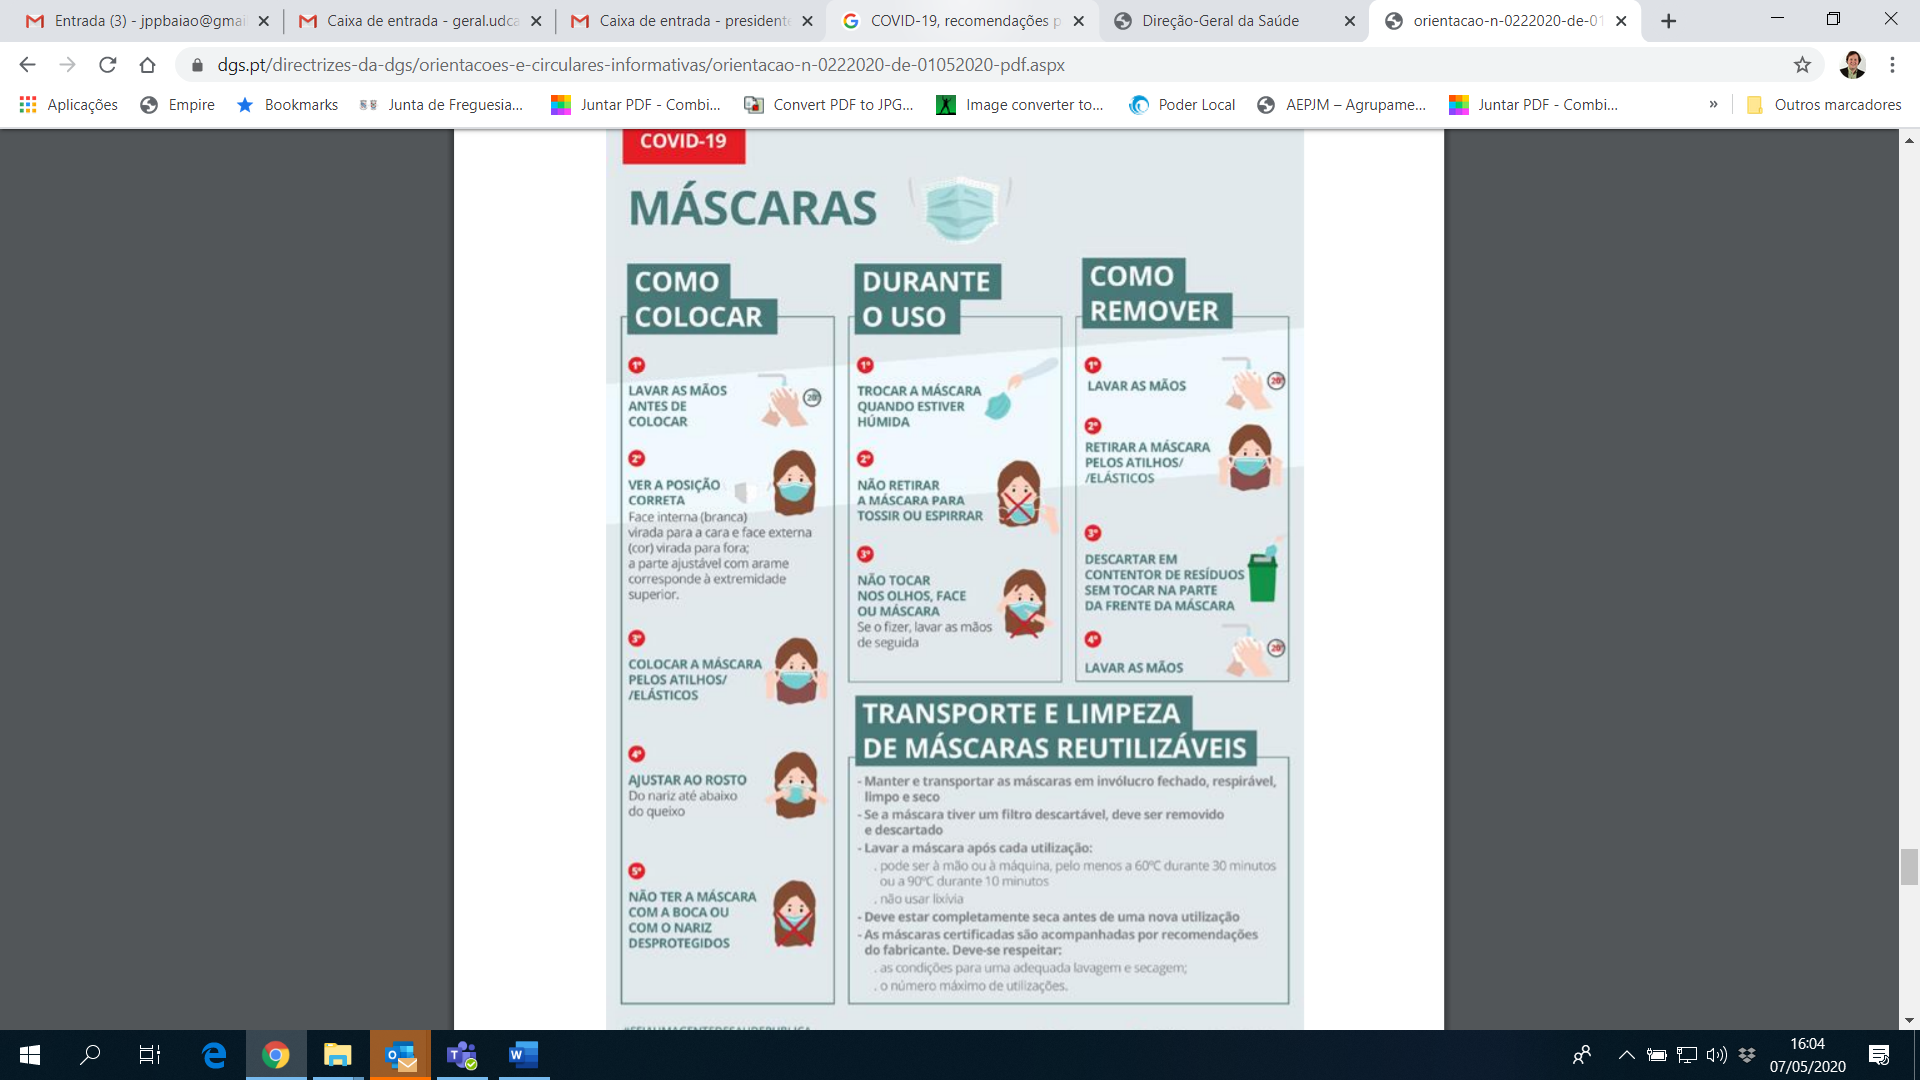 Entrada (3) - jppbaiao@gmai
Caixa de entrada - geral.udca
Caixa de entrada - presidente
COVID-19, recomendações p
Direção-Geral da Saúde
orientacao-n-0222020-de-01
dgs.pt/directrizes-da-dgs/orientacoes-e-circulares-informativas/orientacao-n-0222020-de-01052020-pdf.aspx
Aplicações
Empire
Bookmarks
Junta de Freguesia...
Juntar PDF - Combi...
Convert PDF to JPG...
Image converter to...
Poder Local
AEPJM – Agrupame...
Juntar PDF - Combi...
»
Outros marcadores
COVID-19
MÁSCARAS
COMO
COLOCAR
1º
LAVAR AS MÃOS
ANTES DE
COLOCAR
20"
2º
VER A POSIÇÃO
CORRETA
Face interna (branca)
virada para a cara e face externa
(cor) virada para fora;
a parte ajustável com arame
corresponde à extremidade
superior.
3º
COLOCAR A MÁSCARA
PELOS ATILHOS/
/ELÁSTICOS
4º
AJUSTAR AO ROSTO
Do nariz até abaixo
do queixo
5º
NÃO TER A MÁSCARA
COM A BOCA OU
COM O NARIZ
DESPROTEGIDOS
DURANTE
O USO
1º
TROCAR A MÁSCARA
QUANDO ESTIVER
HÚMIDA
2º
NÃO RETIRAR
A MÁSCARA PARA
TOSSIR OU ESPIRRAR
3º
NÃO TOCAR
NOS OLHOS, FACE
OU MÁSCARA
Se o fizer, lavar as mãos
de seguida
COMO
REMOVER
1º
LAVAR AS MÃOS
20"
2º
RETIRAR A MÁSCARA
PELOS ATILHOS/
/ELÁSTICOS
3º
DESCARTAR EM
CONTENTOR DE RESÍDUOS
SEM TOCAR NA PARTE
DA FRENTE DA MÁSCARA
4º
LAVAR AS MÃOS
20"
TRANSPORTE E LIMPEZA
DE MÁSCARAS REUTILIZÁVEIS
- Manter e transportar as máscaras em invólucro fechado, respirável,
limpo e seco
- Se a máscara tiver um filtro descartável, deve ser removido
e descartado
- Lavar a máscara após cada utilização:
. pode ser à mão ou à máquina, pelo menos a 60ºC durante 30 minutos
ou a 90ºC durante 10 minutos
. não usar lixívia
- Deve estar completamente seca antes de uma nova utilização
- As máscaras certificadas são acompanhadas por recomendações
do fabricante. Deve-se respeitar:
. as condições para uma adequada lavagem e secagem;
. o número máximo de utilizações.
#SEJAUMAGENTEDESAUDEPUBLICA
16:04
07/05/2020